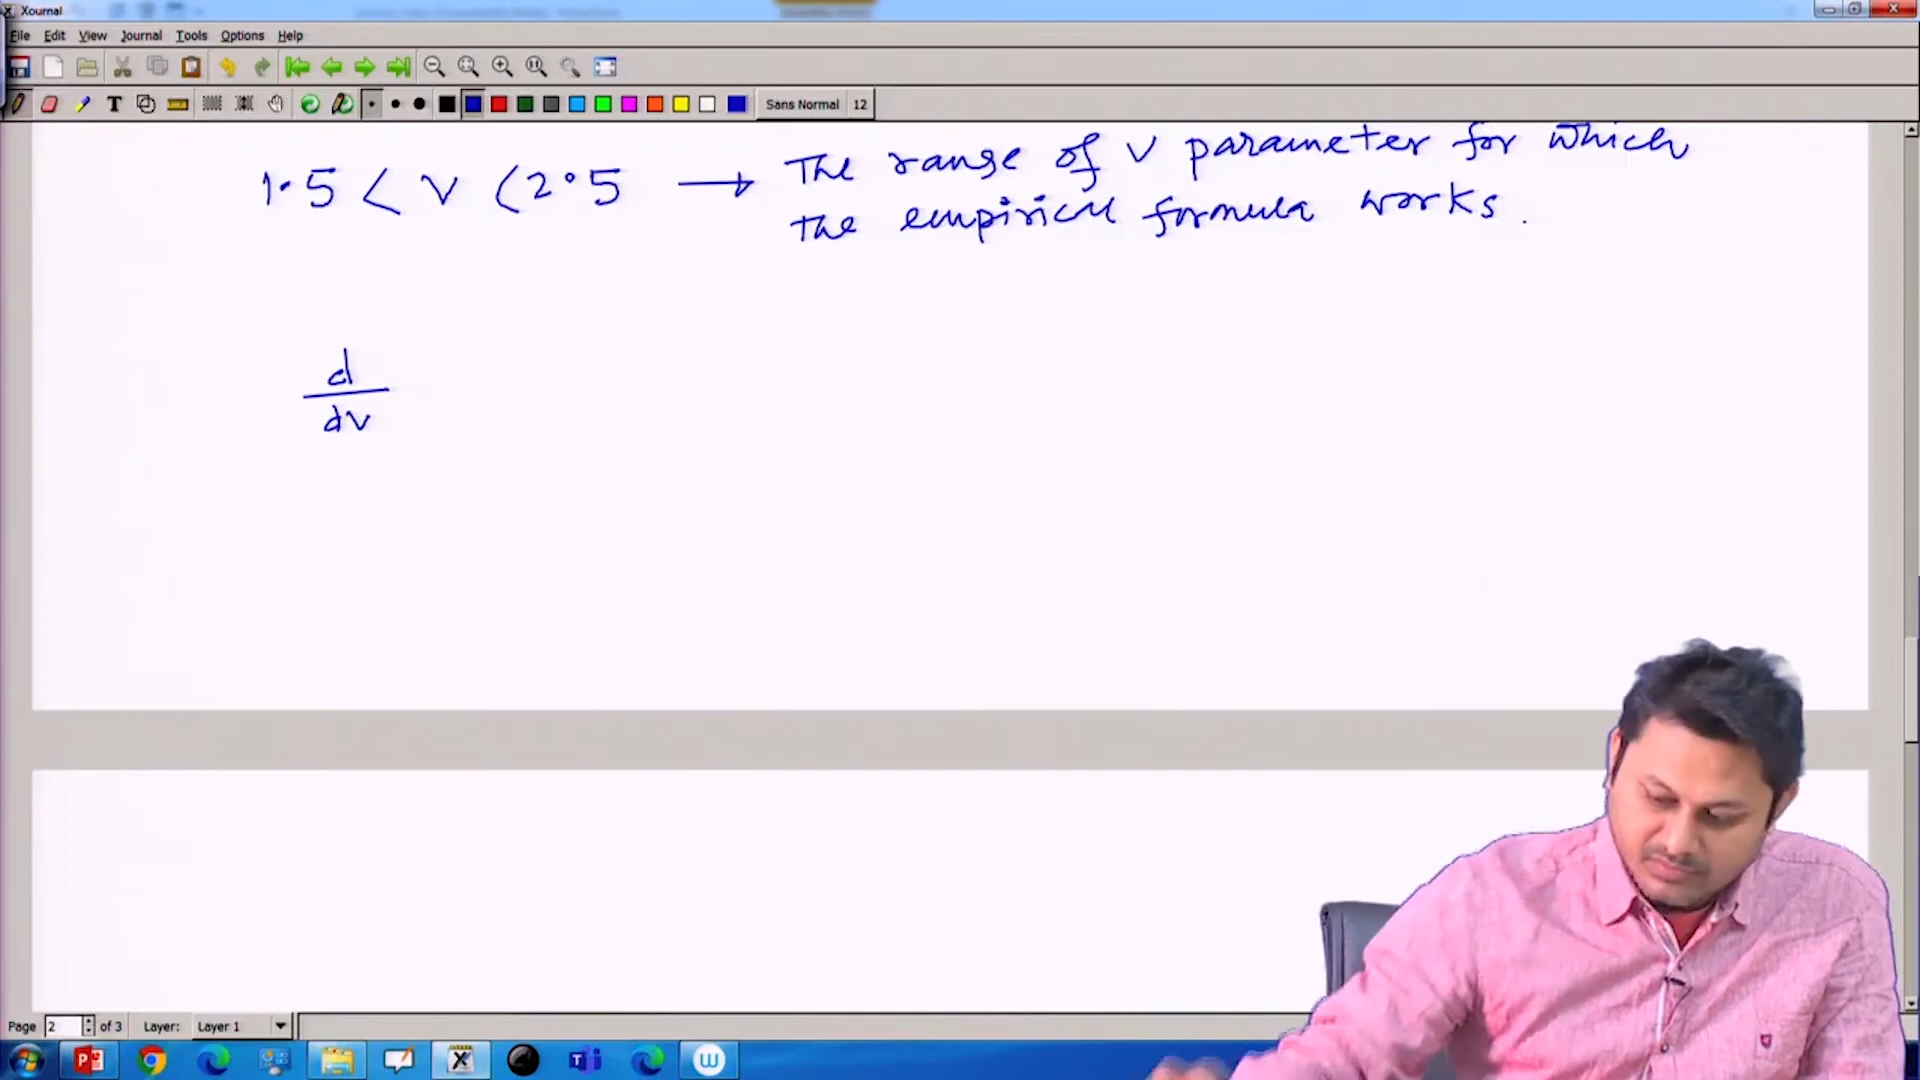 Xournal
File Edit View Journal Tools Options Help
Sans Normal 12
1.5 < V < 2.5 → The range of V parameter for which
the empirical formula works.
d
dV
Page 2 of 3 Layer: Layer 1